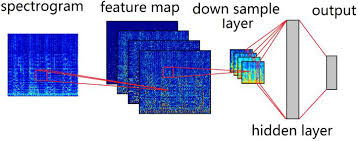 spectrogram
feature map
down sample
layer
output
hidden layer